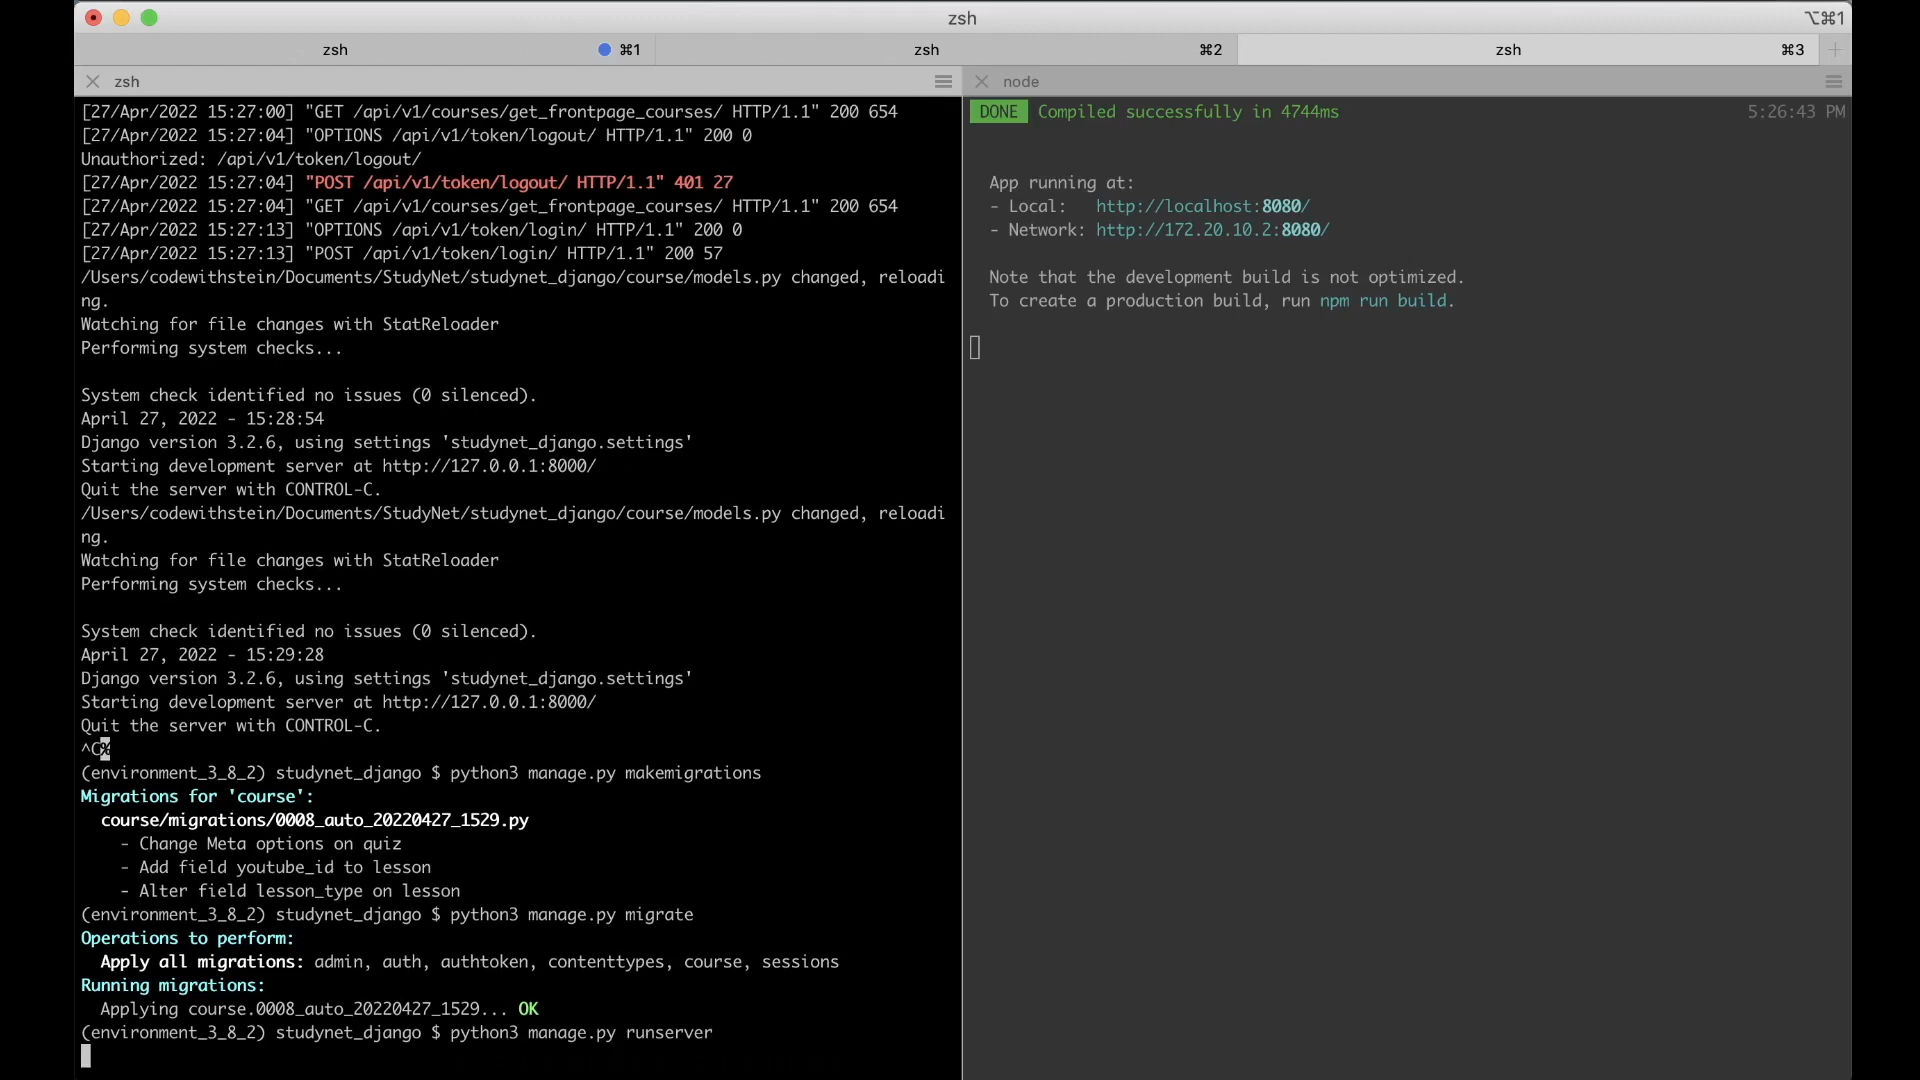 zsh
⌥⌘1
zsh ⌘1
zsh ⌘2
zsh ⌘3
zsh
[27/Apr/2022 15:27:00] "GET /api/v1/courses/get_frontpage_courses/ HTTP/1.1" 200 654
[27/Apr/2022 15:27:04] "OPTIONS /api/v1/token/logout/ HTTP/1.1" 200 0
Unauthorized: /api/v1/token/logout/
[27/Apr/2022 15:27:04] "POST /api/v1/token/logout/ HTTP/1.1" 401 27
[27/Apr/2022 15:27:04] "GET /api/v1/courses/get_frontpage_courses/ HTTP/1.1" 200 654
[27/Apr/2022 15:27:13] "OPTIONS /api/v1/token/login/ HTTP/1.1" 200 0
[27/Apr/2022 15:27:13] "POST /api/v1/token/login/ HTTP/1.1" 200 57
/Users/codewithstein/Documents/StudyNet/studynet_django/course/models.py changed, reloadi
ng.
Watching for file changes with StatReloader
Performing system checks...
System check identified no issues (0 silenced).
April 27, 2022 - 15:28:54
Django version 3.2.6, using settings 'studynet_django.settings'
Starting development server at http://127.0.0.1:8000/
Quit the server with CONTROL-C.
/Users/codewithstein/Documents/StudyNet/studynet_django/course/models.py changed, reloadi
ng.
Watching for file changes with StatReloader
Performing system checks...
System check identified no issues (0 silenced).
April 27, 2022 - 15:29:28
Django version 3.2.6, using settings 'studynet_django.settings'
Starting development server at http://127.0.0.1:8000/
Quit the server with CONTROL-C.
^C%
(environment_3_8_2) studynet_django $ python3 manage.py makemigrations
Migrations for 'course':
course/migrations/0008_auto_20220427_1529.py
- Change Meta options on quiz
- Add field youtube_id to lesson
- Alter field lesson_type on lesson
(environment_3_8_2) studynet_django $ python3 manage.py migrate
Operations to perform:
Apply all migrations: admin, auth, authtoken, contenttypes, course, sessions
Running migrations:
Applying course.0008_auto_20220427_1529... OK
(environment_3_8_2) studynet_django $ python3 manage.py runserver
node
DONE Compiled successfully in 4744ms 5:26:43 PM
App running at:
- Local: http://localhost:8080/
- Network: http://172.20.10.2:8080/
Note that the development build is not optimized.
To create a production build, run npm run build.